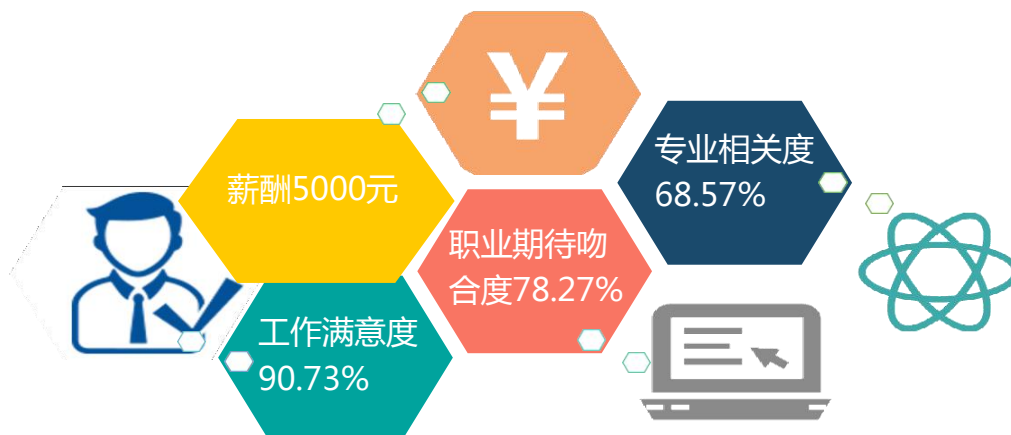 ¥
专业相关度
68.57%
薪酬5000元
职业期待吻
合度78.27%
工作满意度
90.73%